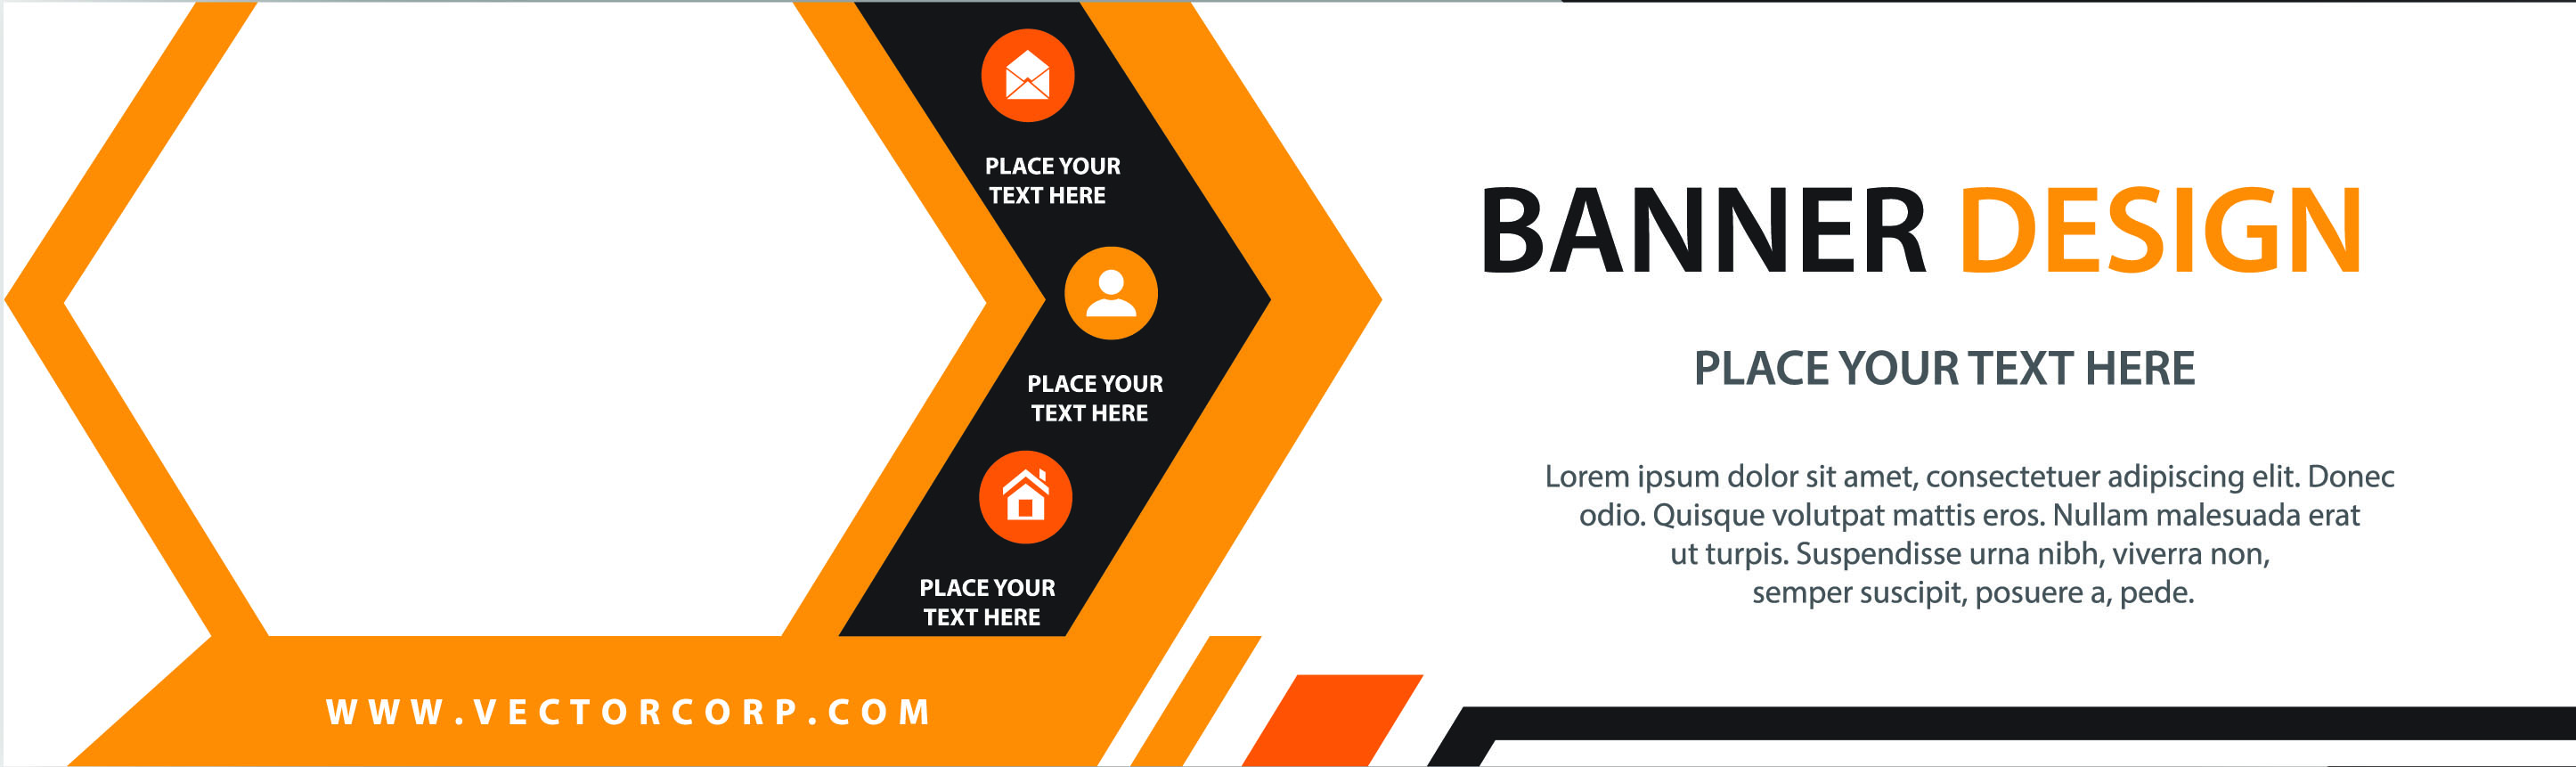 PLACE YOUR
TEXT HERE
PLACE YOUR
TEXT HERE
PLACE YOUR
TEXT HERE
WWW.VECTORCORP.COM
BANNER DESIGN
PLACE YOUR TEXT HERE
Lorem ipsum dolor sit amet, consectetuer adipiscing elit. Donec
odio. Quisque volutpat mattis eros. Nullam malesuada erat
ut turpis. Suspendisse urna nibh, viverra non,
semper suscipit, posuere a, pede.